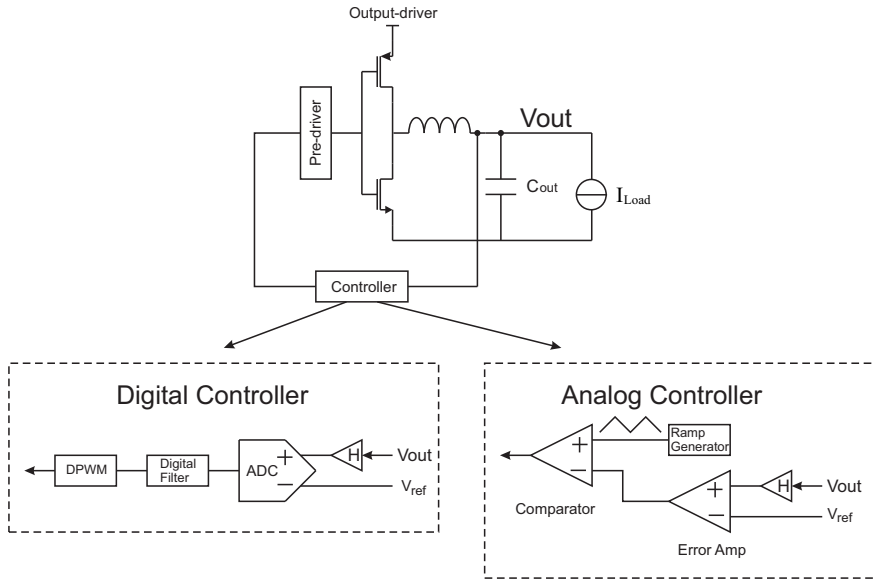 Output-driver
Pre-driver
Vout
Cout
ILoad
Controller
Digital Controller
DPWM
Digital
Filter
ADC
+
−
H
Vout
Vref
Analog Controller
Ramp
Generator
+
−
Comparator
+
−
H
Vout
Vref
Error Amp